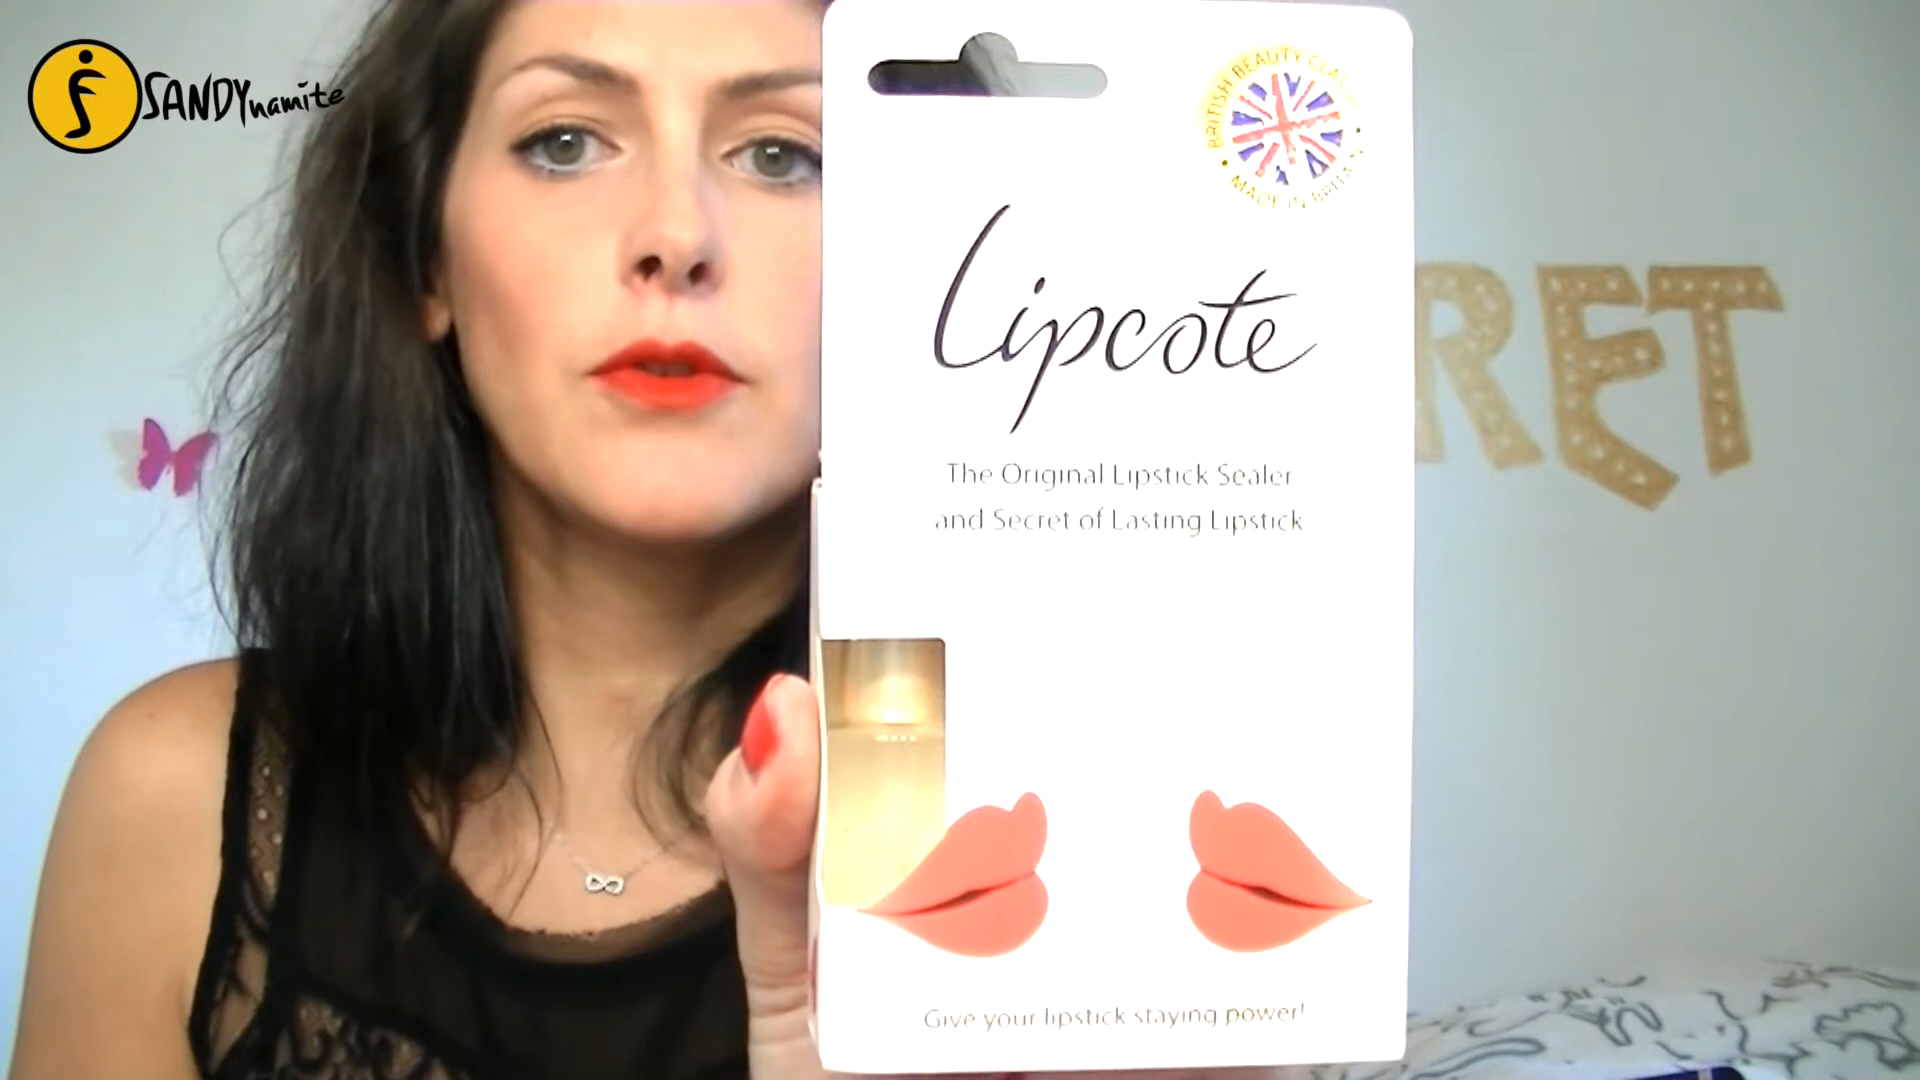 SANDYnamite
BRITISH BEAUTY CLASSIC
MADE IN BRITAIN
Lipcote
RET
The Original Lipstick Sealer
and Secret of Lasting Lipstick
Give your lipstick staying power!